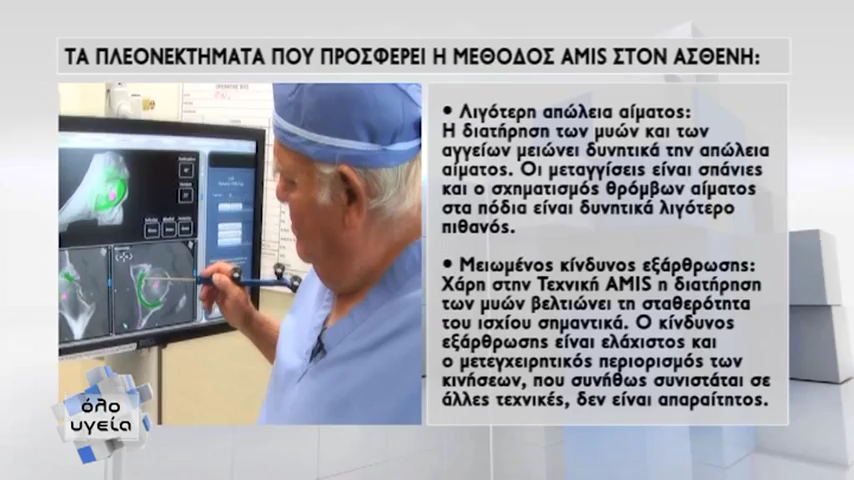 ΤΑ ΠΛΕΟΝΕΚΤΗΜΑΤΑ ΠΟΥ ΠΡΟΣΦΕΡΕΙ Η ΜΕΘΟΔΟΣ AMIS ΣΤΟΝ ΑΣΘΕΝΗ:
• Λιγότερη απώλεια αίματος:
Η διατήρηση των μυών και των
αγγείων μειώνει δυνητικά την απώλεια
αίματος. Οι μεταγγίσεις είναι σπάνιες
και ο σχηματισμός θρόμβων αίματος
στα πόδια είναι δυνητικά λιγότερο
πιθανός.
• Μειωμένος κίνδυνος εξάρθρωσης:
Χάρη στην Τεχνική AMIS η διατήρηση
των μυών βελτιώνει τη σταθερότητα
του ισχίου σημαντικά. Ο κίνδυνος
εξάρθρωσης είναι ελάχιστος και
ο μετεγχειρητικός περιορισμός των
κινήσεων, που συνήθως συνιστάται σε
άλλες τεχνικές, δεν είναι απαραίτητος.
όλο
υγεία